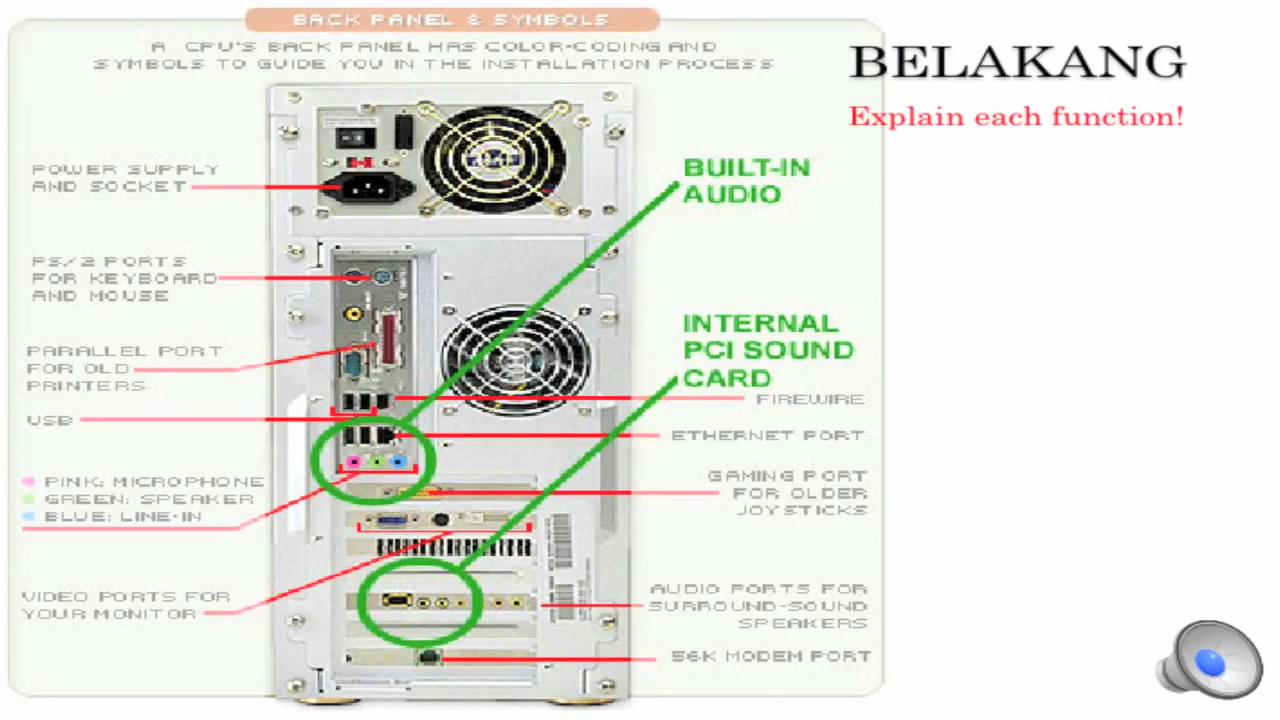 BACK PANEL & SYMBOLS
A CPU'S BACK PANEL HAS COLOR-CODING AND
SYMBOLS TO GUIDE YOU IN THE INSTALLATION PROCESS
BELAKANG
Explain each function!
POWER SUPPLY
AND SOCKET
BUILT-IN
AUDIO
PS/2 PORTS
FOR KEYBOARD
AND MOUSE
INTERNAL
PCI SOUND
CARD
PARALLEL PORT
FOR OLD
PRINTERS
FIREWIRE
USB
ETHERNET PORT
GAMING PORT
FOR OLDER
JOYSTICKS
PINK: MICROPHONE
GREEN: SPEAKER
BLUE: LINE-IN
VIDEO PORTS FOR
YOUR MONITOR
AUDIO PORTS FOR
SURROUND-SOUND
SPEAKERS
56K MODEM PORT